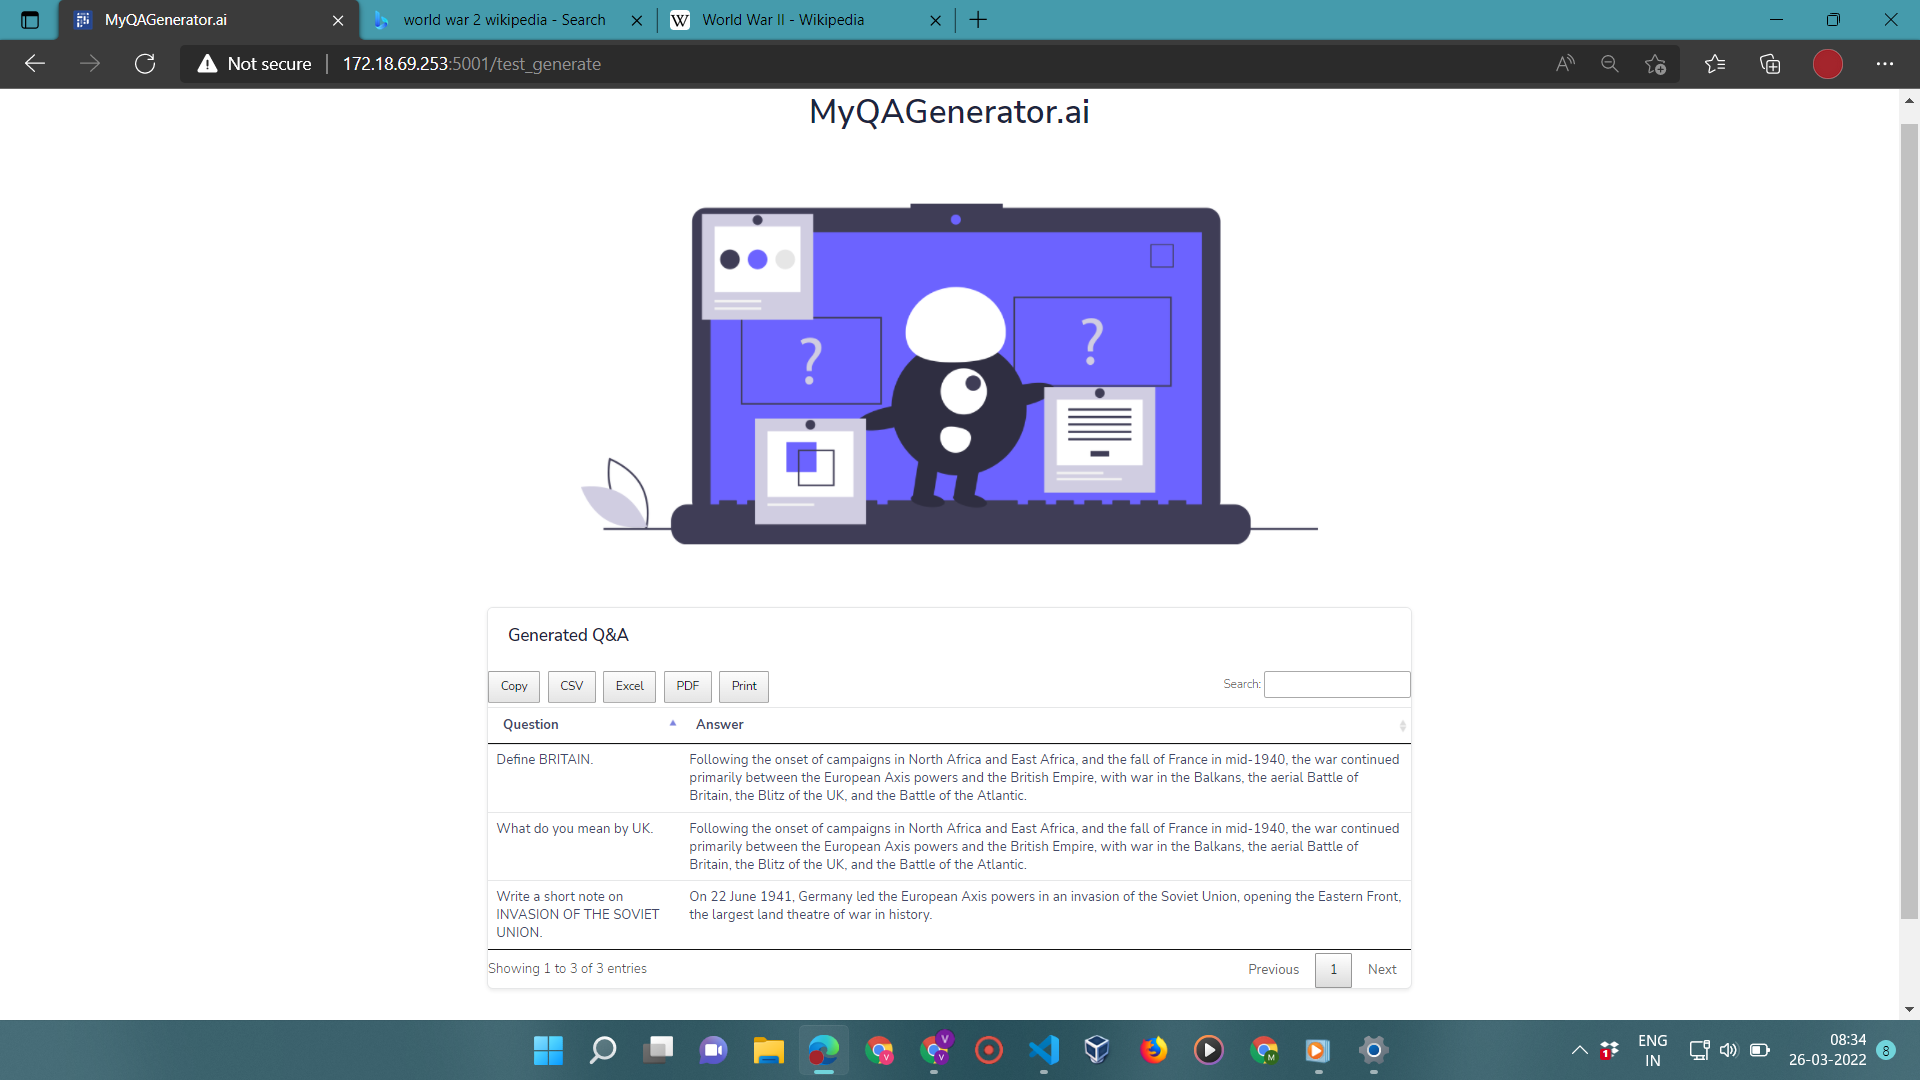 MyQAGenerator.ai
world war 2 wikipedia - Search
W World War II - Wikipedia
Not secure
172.18.69.253:5001/test_generate
MyQAGenerator.ai
?
?
Generated Q&A
Copy CSV Excel PDF Print
Search:
Question Answer
Define BRITAIN.
Following the onset of campaigns in North Africa and East Africa, and the fall of France in mid-1940, the war continued
primarily between the European Axis powers and the British Empire, with war in the Balkans, the aerial Battle of
Britain, the Blitz of the UK, and the Battle of the Atlantic.
What do you mean by UK.
Following the onset of campaigns in North Africa and East Africa, and the fall of France in mid-1940, the war continued
primarily between the European Axis powers and the British Empire, with war in the Balkans, the aerial Battle of
Britain, the Blitz of the UK, and the Battle of the Atlantic.
Write a short note on
INVASION OF THE SOVIET
UNION.
On 22 June 1941, Germany led the European Axis powers in an invasion of the Soviet Union, opening the Eastern Front,
the largest land theatre of war in history.
Showing 1 to 3 of 3 entries
Previous 1 Next
V
V
V
M
1
ENG
IN
08:34
26-03-2022
8